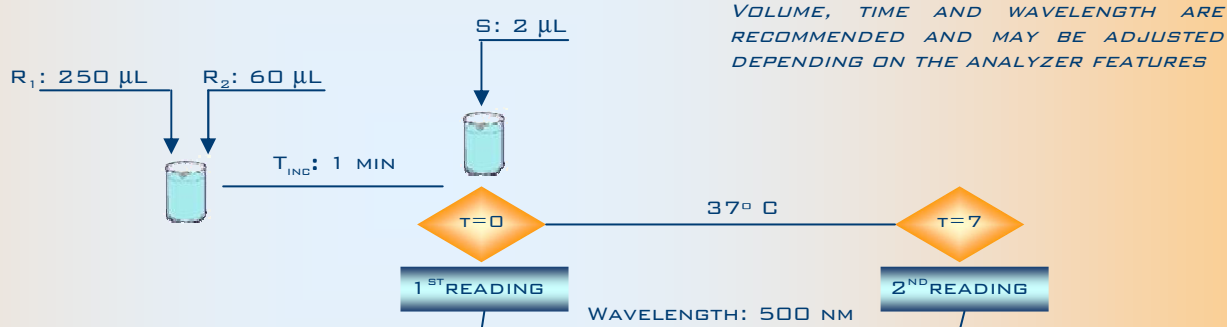 VOLUME, TIME AND WAVELENGTH ARE
RECOMMENDED AND MAY BE ADJUSTED
DEPENDING ON THE ANALYZER FEATURES
S: 2 µL
R₁: 250 µL
R₂: 60 µL
TINC: 1 MIN
T=0
37º C
T=7
1ST READING
2ND READING
WAVELENGTH: 500 NM